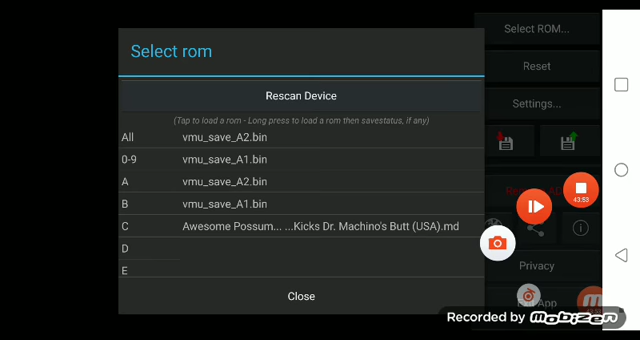 Select rom
Rescan Device
(Tap to load a rom - Long press to load a rom then savestatus, if any)
All
vmu_save_A2.bin
0-9
vmu_save_A1.bin
A
vmu_save_A2.bin
B
vmu_save_A1.bin
C
Awesome Possum... ...Kicks Dr. Machino's Butt (USA).md
D
E
Close
Select ROM...
Reset
Settings...
43:53
Privacy
App
Recorded by Mobizen